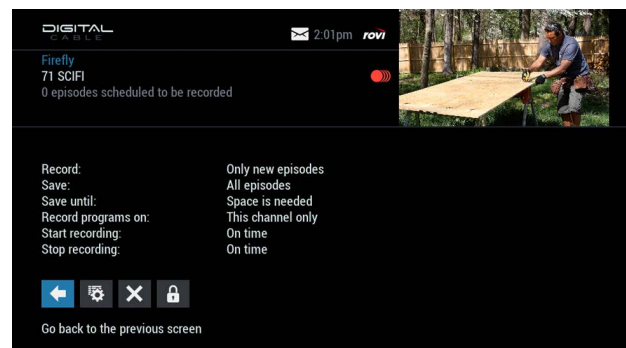 DIGITAL
CABLE
2:01pm rovi
Firefly
71 SCIFI
0 episodes scheduled to be recorded
Record: Only new episodes
Save: All episodes
Save until: Space is needed
Record programs on: This channel only
Start recording: On time
Stop recording: On time
Go back to the previous screen